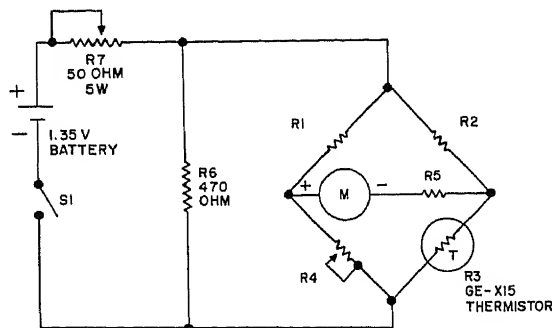 R7
50 OHM
5W
+
-
1.35 V
BATTERY
S1
R6
470
OHM
R1
R2
+
M
-
R5
R4
T
R3
GE-X15
THERMISTOR